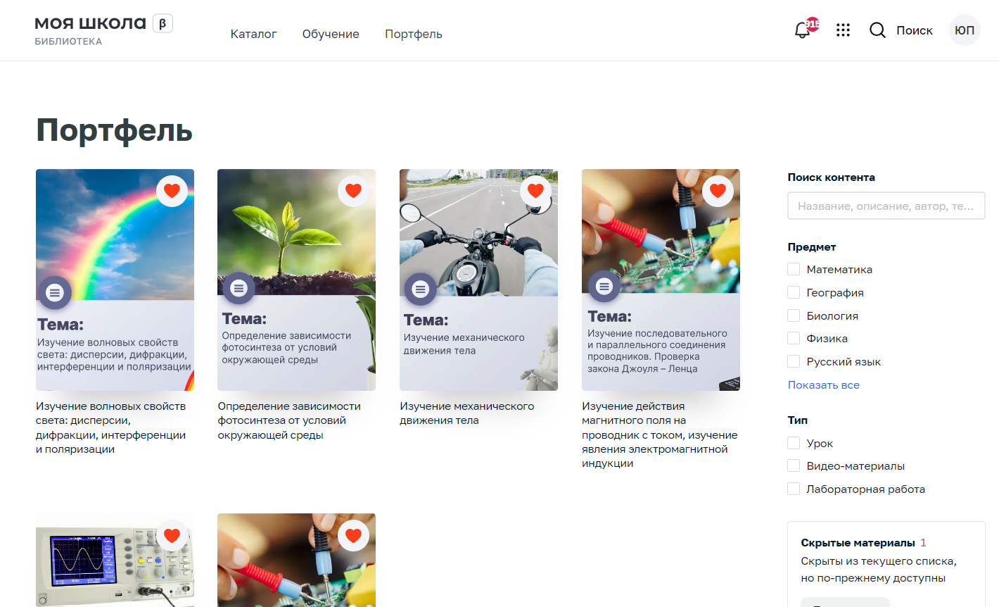 моя школа β
БИБЛИОТЕКА
Каталог Обучение Портфель
915
Поиск
ЮП
Портфель
Тема:
Изучение волновых свойств
света: дисперсии, дифракции,
интерференции и поляризации
Изучение волновых свойств
света: дисперсии,
дифракции, интерференции
и поляризации
Тема:
Определение зависимости
фотосинтеза от условий
окружающей среды
Определение зависимости
фотосинтеза от условий
окружающей среды
Тема:
Изучение механического
движения тела
Изучение механического
движения тела
Тема:
Изучение последовательного
и параллельного соединения
проводников. Проверка
закона Джоуля – Ленца
Изучение действия
магнитного поля на
проводник с током, изучение
явления электромагнитной
индукции
Поиск контента
Название, описание, автор, те...
Предмет
Математика
География
Биология
Физика
Русский язык
Показать все
Тип
Урок
Видео-материалы
Лабораторная работа
Скрытые материалы 1
Скрыты из текущего списка,
но по-прежнему доступны